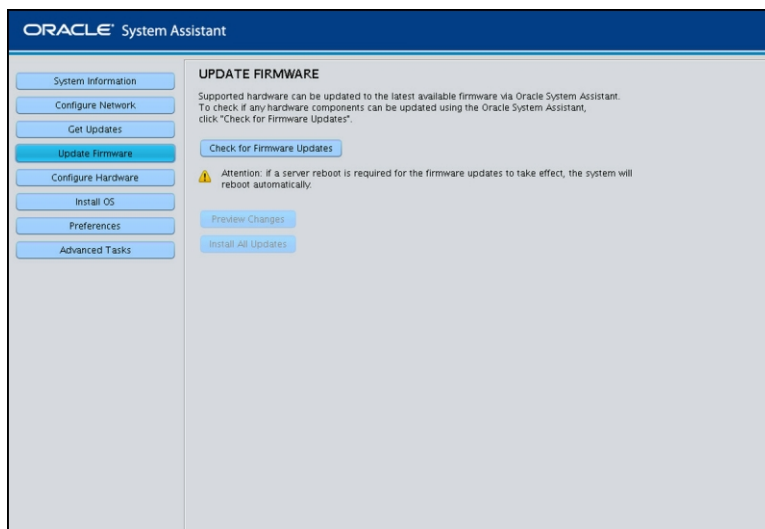 ORACLE System Assistant
System Information
Configure Network
Get Updates
Update Firmware
Configure Hardware
Install OS
Preferences
Advanced Tasks
UPDATE FIRMWARE
Supported hardware can be updated to the latest available firmware via Oracle System Assistant.
To check if any hardware components can be updated using the Oracle System Assistant,
click "Check for Firmware Updates".
Check for Firmware Updates
Attention: if a server reboot is required for the firmware updates to take effect, the system will
reboot automatically.
Preview Changes
Install All Updates